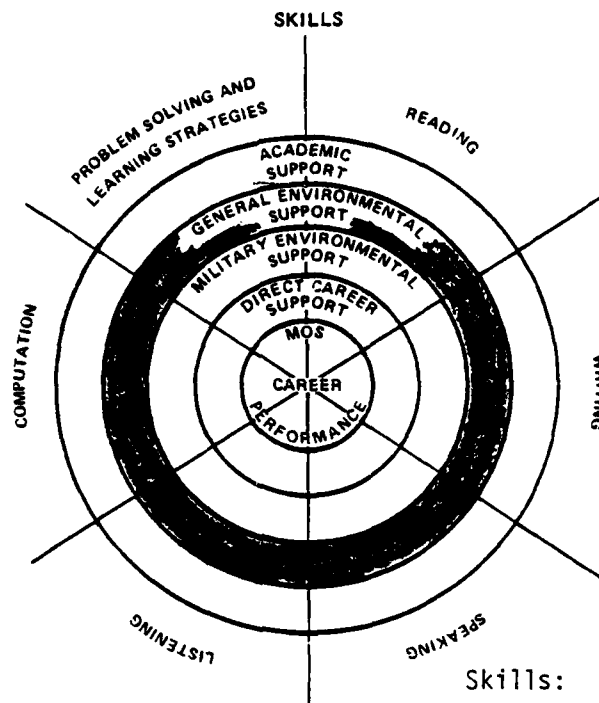 SKILLS
PROBLEM SOLVING AND
LEARNING STRATEGIES
READING
ACADEMIC
SUPPORT
GENERAL ENVIRONMENTAL
SUPPORT
MILITARY ENVIRONMENTAL
SUPPORT
DIRECT CAREER
SUPPORT
MOS
CAREER
PERFORMANCE
COMPUTATION
WRITING
LISTENING
SPEAKING
Skills: